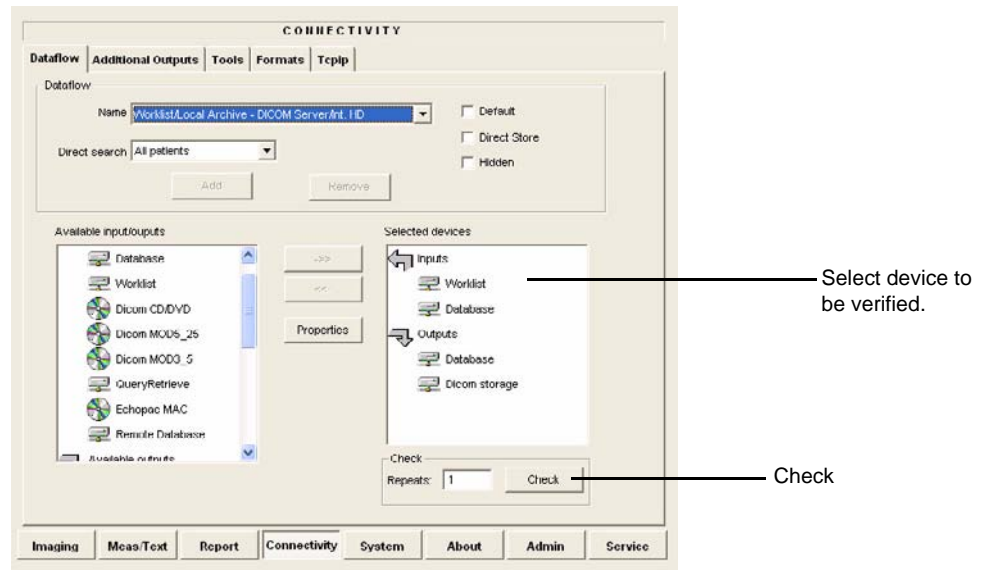 CONNECTIVITY
Dataflow Additional Outputs Tools Formats Tcpip
Dataflow
Name Worklist/Local Archive - DICOM Server/Int. HD
Default
Direct Store
Direct search All patients
Hidden
Add Remove
Available input/ouputs
Selected devices
Database
Worklist
Dicom CD/DVD
Dicom MOD5_25
Dicom MOD3_5
QueryRetrieve
Echopac MAC
Remote Database
Available outputs
->>
<<-
Properties
Inputs
Worklist
Database
Outputs
Database
Dicom storage
Check
Repeats: 1 Check
Select device to
be verified.
Check
Imaging Meas/Text Report Connectivity System About Admin Service